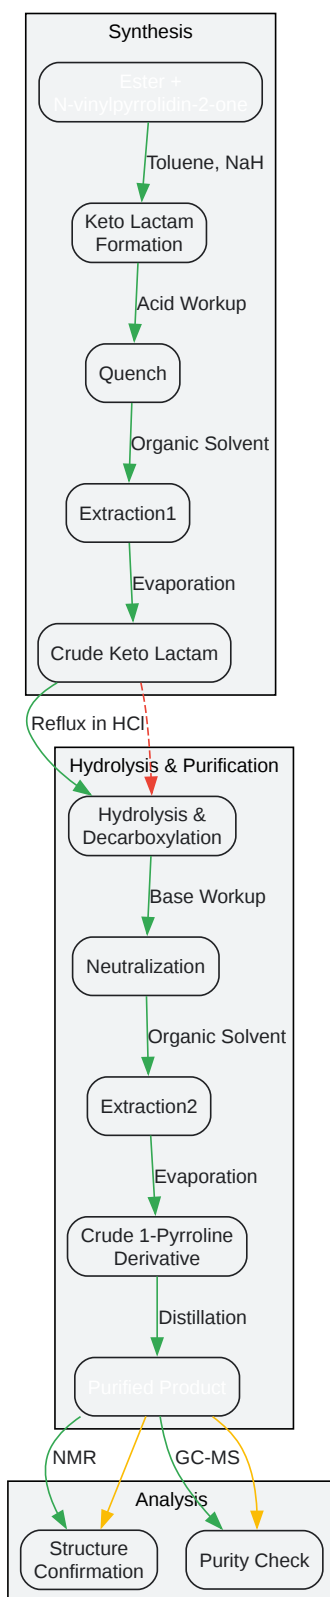 Synthesis
Ester +
N-vinylpyrrolidin-2-one
Toluene, NaH
Keto Lactam
Formation
Acid Workup
Quench
Organic Solvent
Extraction1
Evaporation
Crude Keto Lactam
Reflux in HCl
Hydrolysis & Purification
Hydrolysis &
Decarboxylation
Base Workup
Neutralization
Organic Solvent
Extraction2
Evaporation
Crude 1-Pyrroline
Derivative
Distillation
Purified Product
NMR
GC-MS
Analysis
Structure
Confirmation
Purity Check